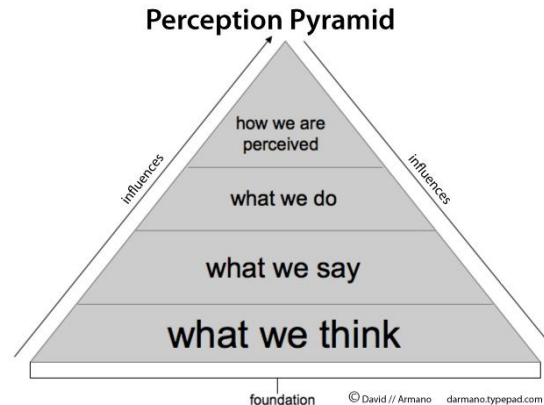 Perception Pyramid
how we are
perceived
influences
influences
what we do
what we say
what we think
foundation
© David // Armano darmano.typepad.com